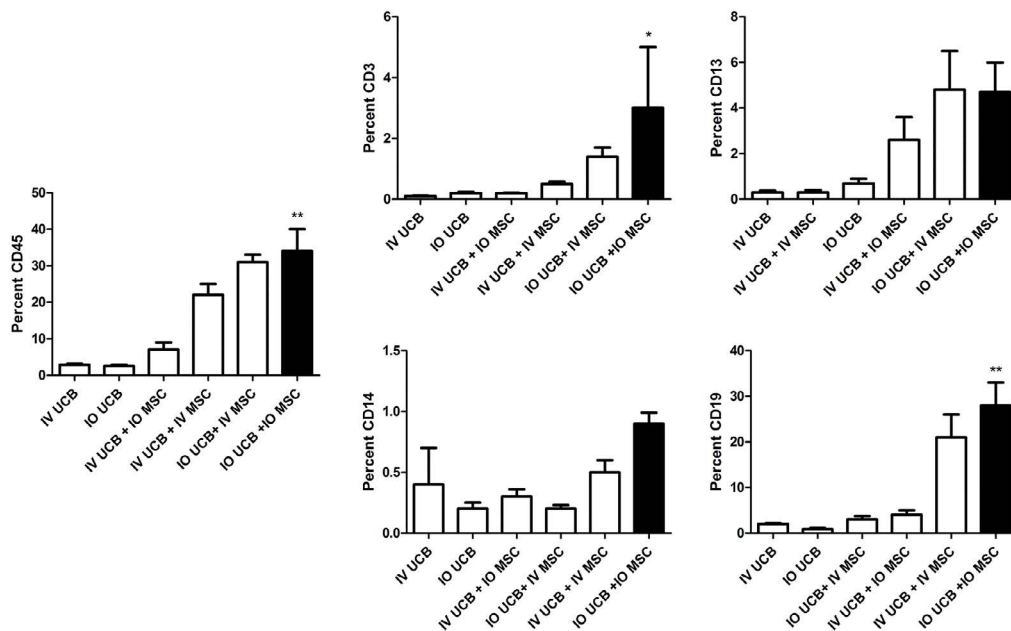 Percent CD45
50
40
30
20
10
0
**
IV UCB
IO UCB
IV UCB + IO MSC
IV UCB + IV MSC
IO UCB+ IV MSC
IO UCB +IO MSC
Percent CD3
6
4
2
0
*
IV UCB
IO UCB
IV UCB + IO MSC
IV UCB + IV MSC
IO UCB+ IV MSC
IO UCB +IO MSC
Percent CD13
8
6
4
2
0
IV UCB
IV UCB + IV MSC
IO UCB
IV UCB + IO MSC
IO UCB+ IV MSC
IO UCB +IO MSC
Percent CD14
1.5
1.0
0.5
0.0
IV UCB
IO UCB
IV UCB + IO MSC
IO UCB+ IV MSC
IV UCB + IV MSC
IO UCB +IO MSC
Percent CD19
40
30
20
10
0
**
IV UCB
IO UCB
IO UCB+ IV MSC
IV UCB + IO MSC
IV UCB + IV MSC
IO UCB +IO MSC